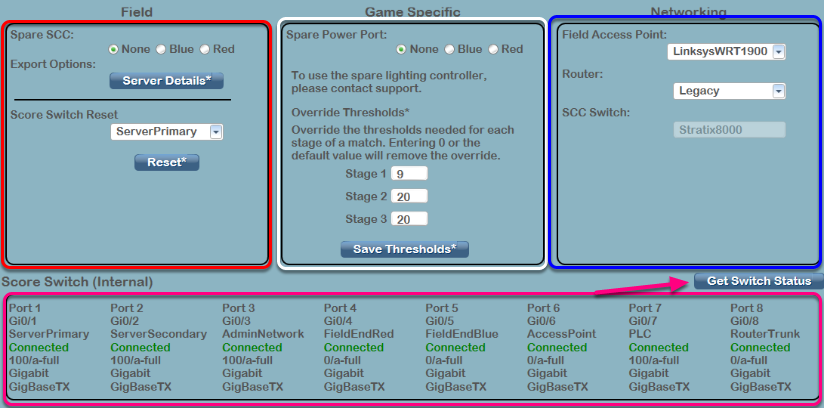 Field
Spare SCC:
None Blue Red
Export Options:
Server Details*
Score Switch Reset
ServerPrimary
Reset*
Game Specific
Spare Power Port:
None Blue Red
To use the spare lighting controller,
please contact support.
Override Thresholds*
Override the thresholds needed for each
stage of a match. Entering 0 or the
default value will remove the override.
Stage 1 9
Stage 2 20
Stage 3 20
Save Thresholds*
Networking
Field Access Point:
LinksysWRT1900
Router:
Legacy
SCC Switch:
Stratix8000
Score Switch (Internal)
Get Switch Status
Port 1 Port 2 Port 3 Port 4 Port 5 Port 6 Port 7 Port 8
Gi0/1 Gi0/2 Gi0/3 Gi0/4 Gi0/5 Gi0/6 Gi0/7 Gi0/8
ServerPrimary ServerSecondary AdminNetwork FieldEndRed FieldEndBlue AccessPoint PLC RouterTrunk
Connected Connected Connected Connected Connected Connected Connected Connected
100/a-full 100/a-full 100/a-full 0/a-full 0/a-full 0/a-full 100/a-full 0/a-full
Gigabit Gigabit Gigabit Gigabit Gigabit Gigabit Gigabit Gigabit
GigBaseTX GigBaseTX GigBaseTX GigBaseTX GigBaseTX GigBaseTX GigBaseTX GigBaseTX